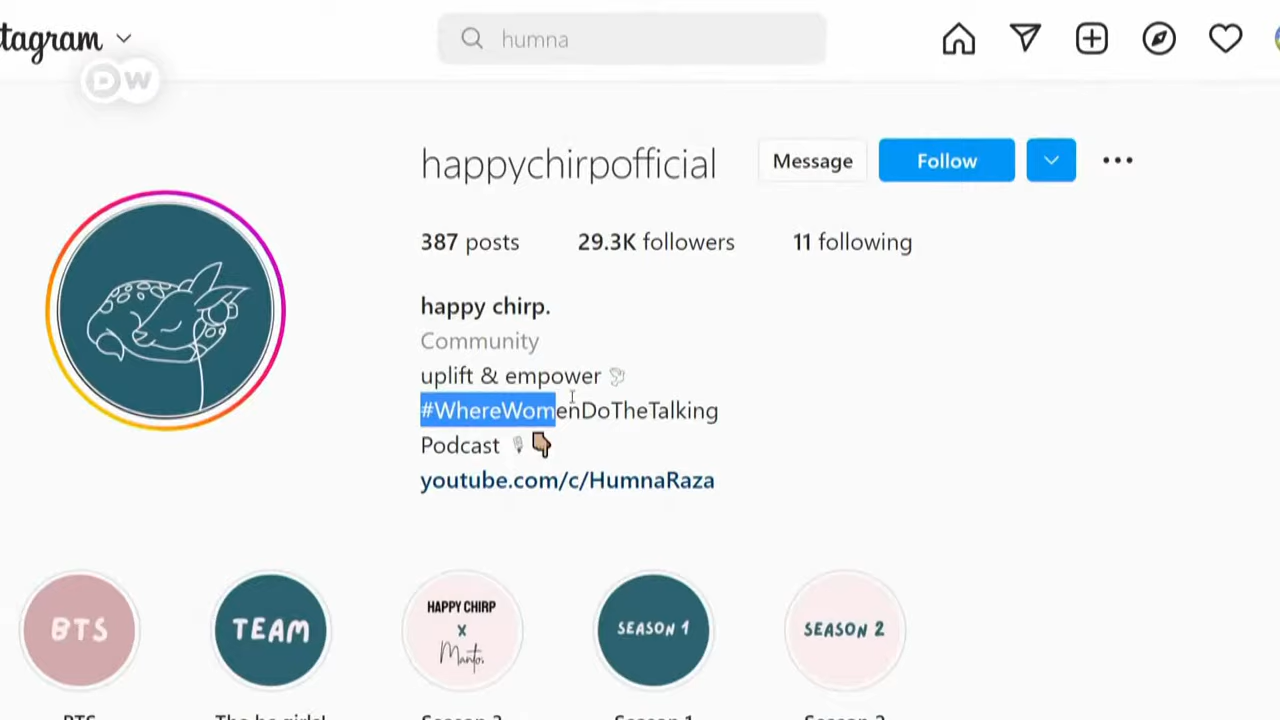 tagram
humna
DW
happychirpofficial
Message
Follow
387 posts
29.3K followers
11 following
happy chirp.
Community
uplift & empower
#WhereWomenDoTheTalking
Podcast
youtube.com/c/HumnaRaza
BTS
TEAM
HAPPY CHIRP
X
Manto.
SEASON 1
SEASON 2